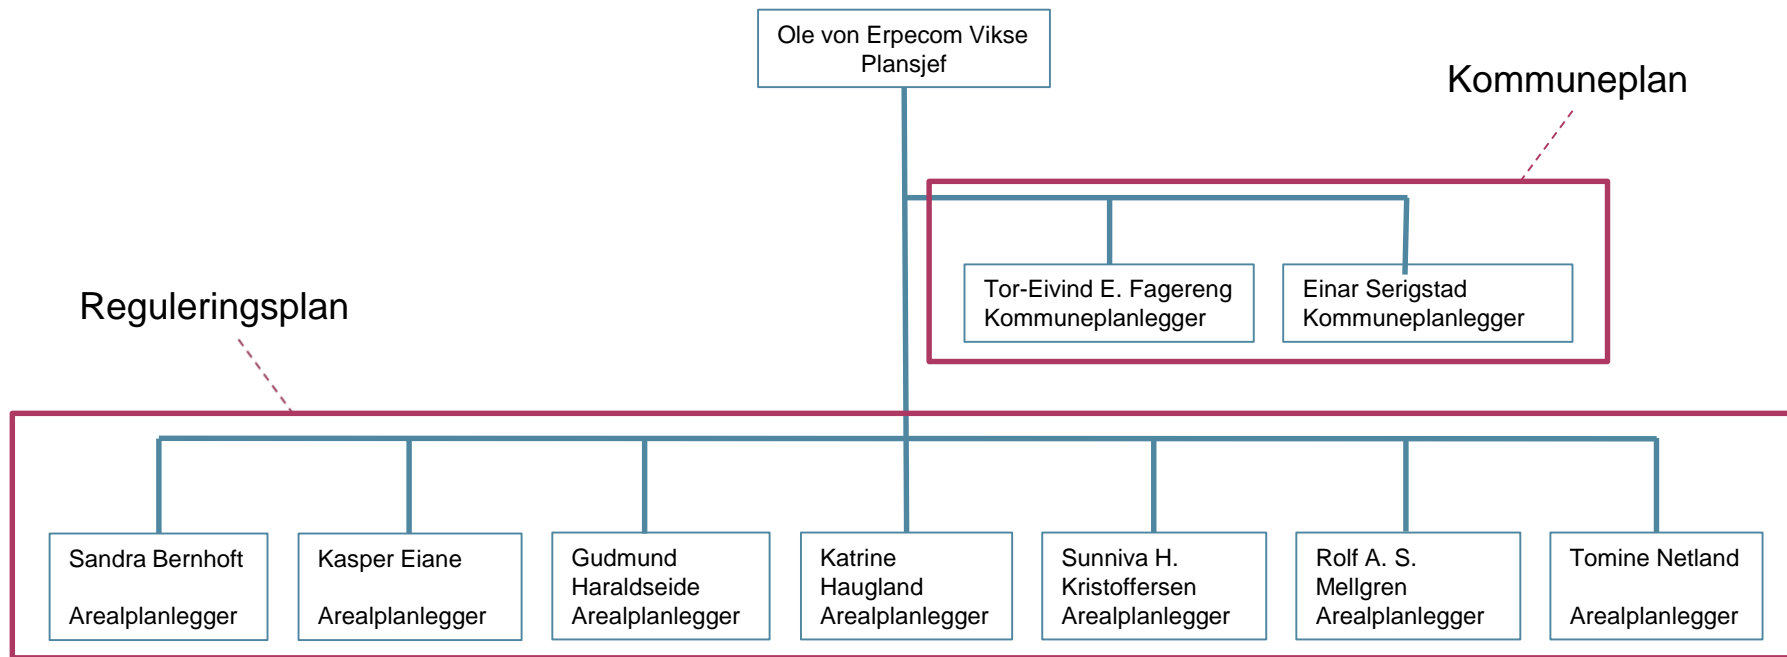 Ole von Erpecom Vikse
Plansjef
Kommuneplan
Tor-Eivind E. Fagereng
Kommuneplanlegger
Einar Serigstad
Kommuneplanlegger
Reguleringsplan
Sandra Bernhoft
Arealplanlegger
Kasper Eiane
Arealplanlegger
Gudmund
Haraldseide
Arealplanlegger
Katrine
Haugland
Arealplanlegger
Sunniva H.
Kristoffersen
Arealplanlegger
Rolf A. S.
Mellgren
Arealplanlegger
Tomine Netland
Arealplanlegger